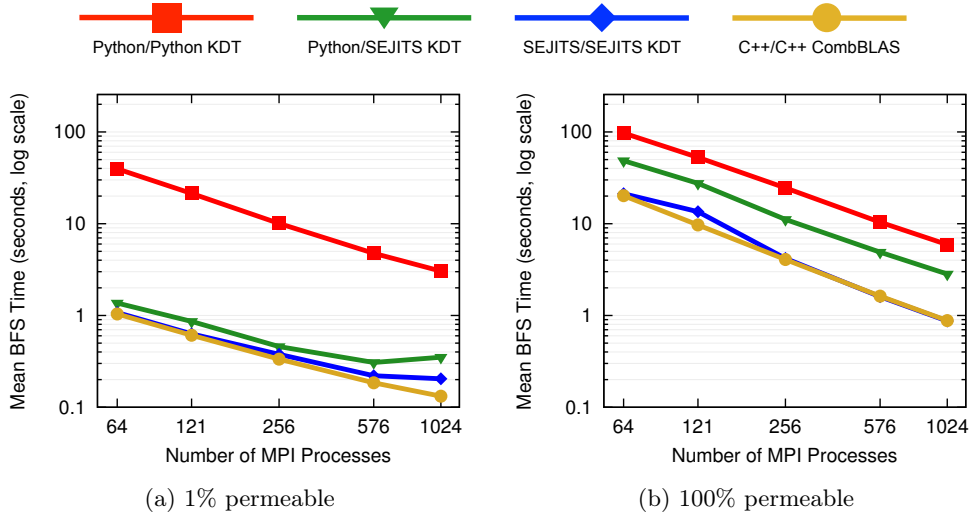 Python/Python KDT
Python/SEJITS KDT
SEJITS/SEJITS KDT
C++/C++ CombBLAS
Mean BFS Time (seconds, log scale)
100
10
1
0.1
64
121
256
576
1024
Number of MPI Processes
(a) 1% permeable
Mean BFS Time (seconds, log scale)
100
10
1
0.1
64
121
256
576
1024
Number of MPI Processes
(b) 100% permeable